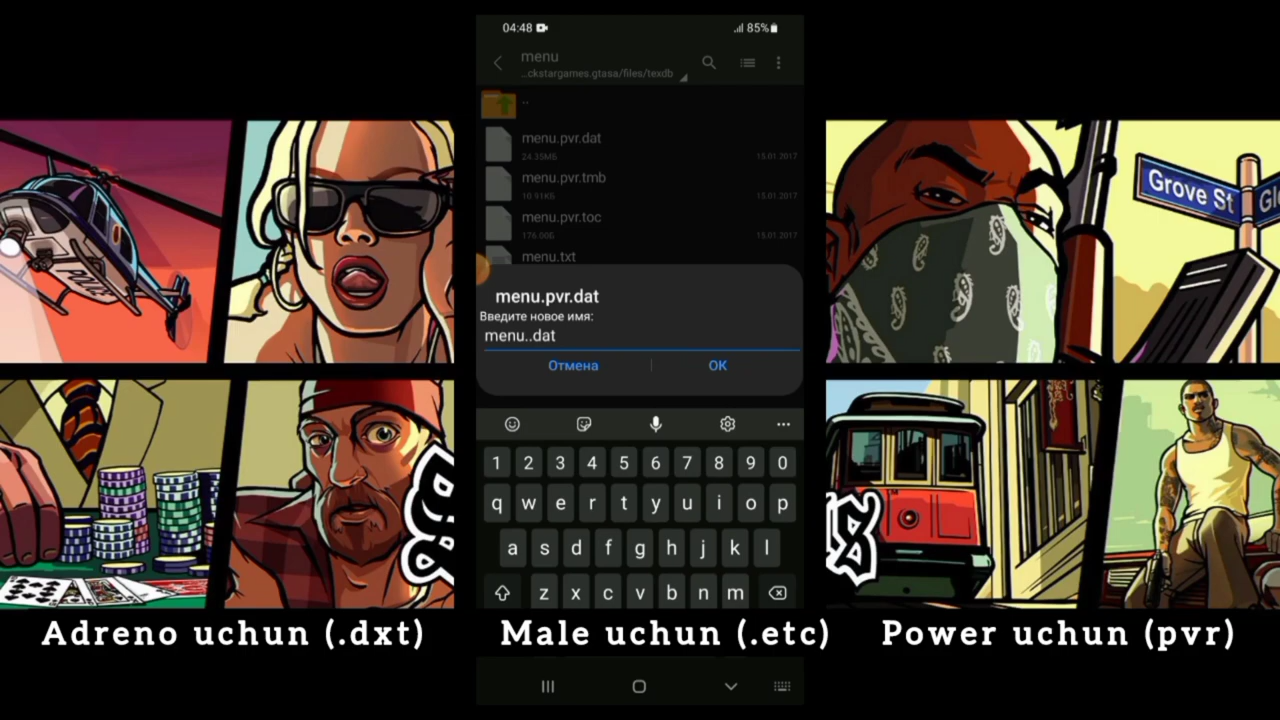 04:48
85%
menu
...ckstargames.gtasa/files/texdb
..
menu.pvr.dat
24.35МБ
15.01.2017
menu.pvr.tmb
10.91КБ
15.01.2017
menu.pvr.toc
176.00Б
15.01.2017
menu.txt
menu.pvr.dat
Введите новое имя:
menu..dat
Отмена
ОК
1 2 3 4 5 6 7 8 9 0
q w e r t y u i o p
a s d f g h j k l
z x c v b n m
POLICE
Grove St
Adreno uchun (.dxt)
Male uchun (.etc)
Power uchun (pvr)